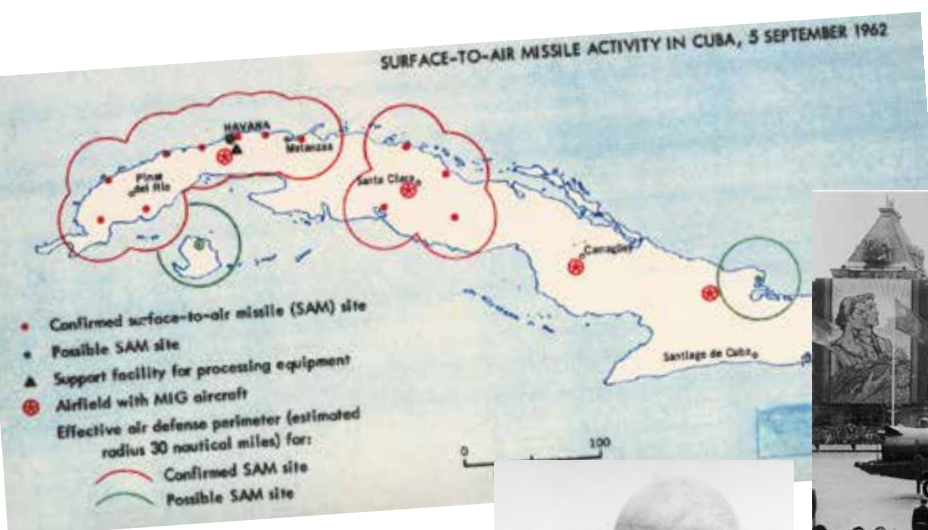 SURFACE-TO-AIR MISSILE ACTIVITY IN CUBA, 5 SEPTEMBER 1962
HAVANA
Matanzas
Pinar
del Rio
Santa Clara
Camaguey
Santiago de Cuba
Confirmed surface-to-air missile (SAM) site
Possible SAM site
Support facility for processing equipment
Airfield with MIG aircraft
Effective air defense perimeter (estimated
radius 30 nautical miles) for:
Confirmed SAM site
Possible SAM site
0 100